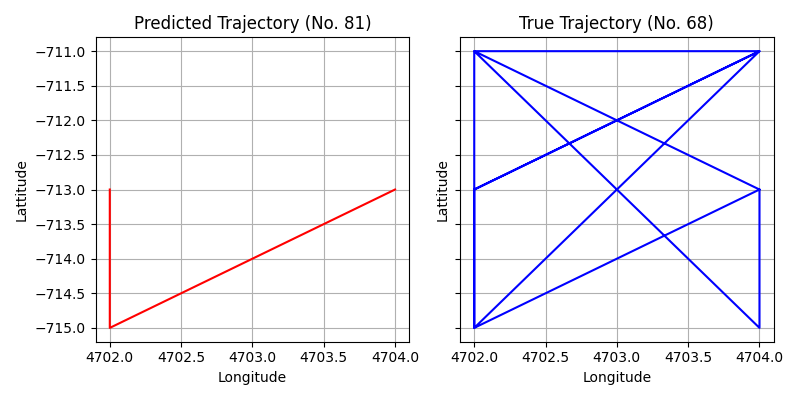 Predicted Trajectory (No. 81)
True Trajectory (No. 68)
−711.0
−711.5
−712.0
−712.5
−713.0
−713.5
−714.0
−714.5
−715.0
Lattitude
Lattitude
4702.0 4702.5 4703.0 4703.5 4704.0
4702.0 4702.5 4703.0 4703.5 4704.0
Longitude
Longitude